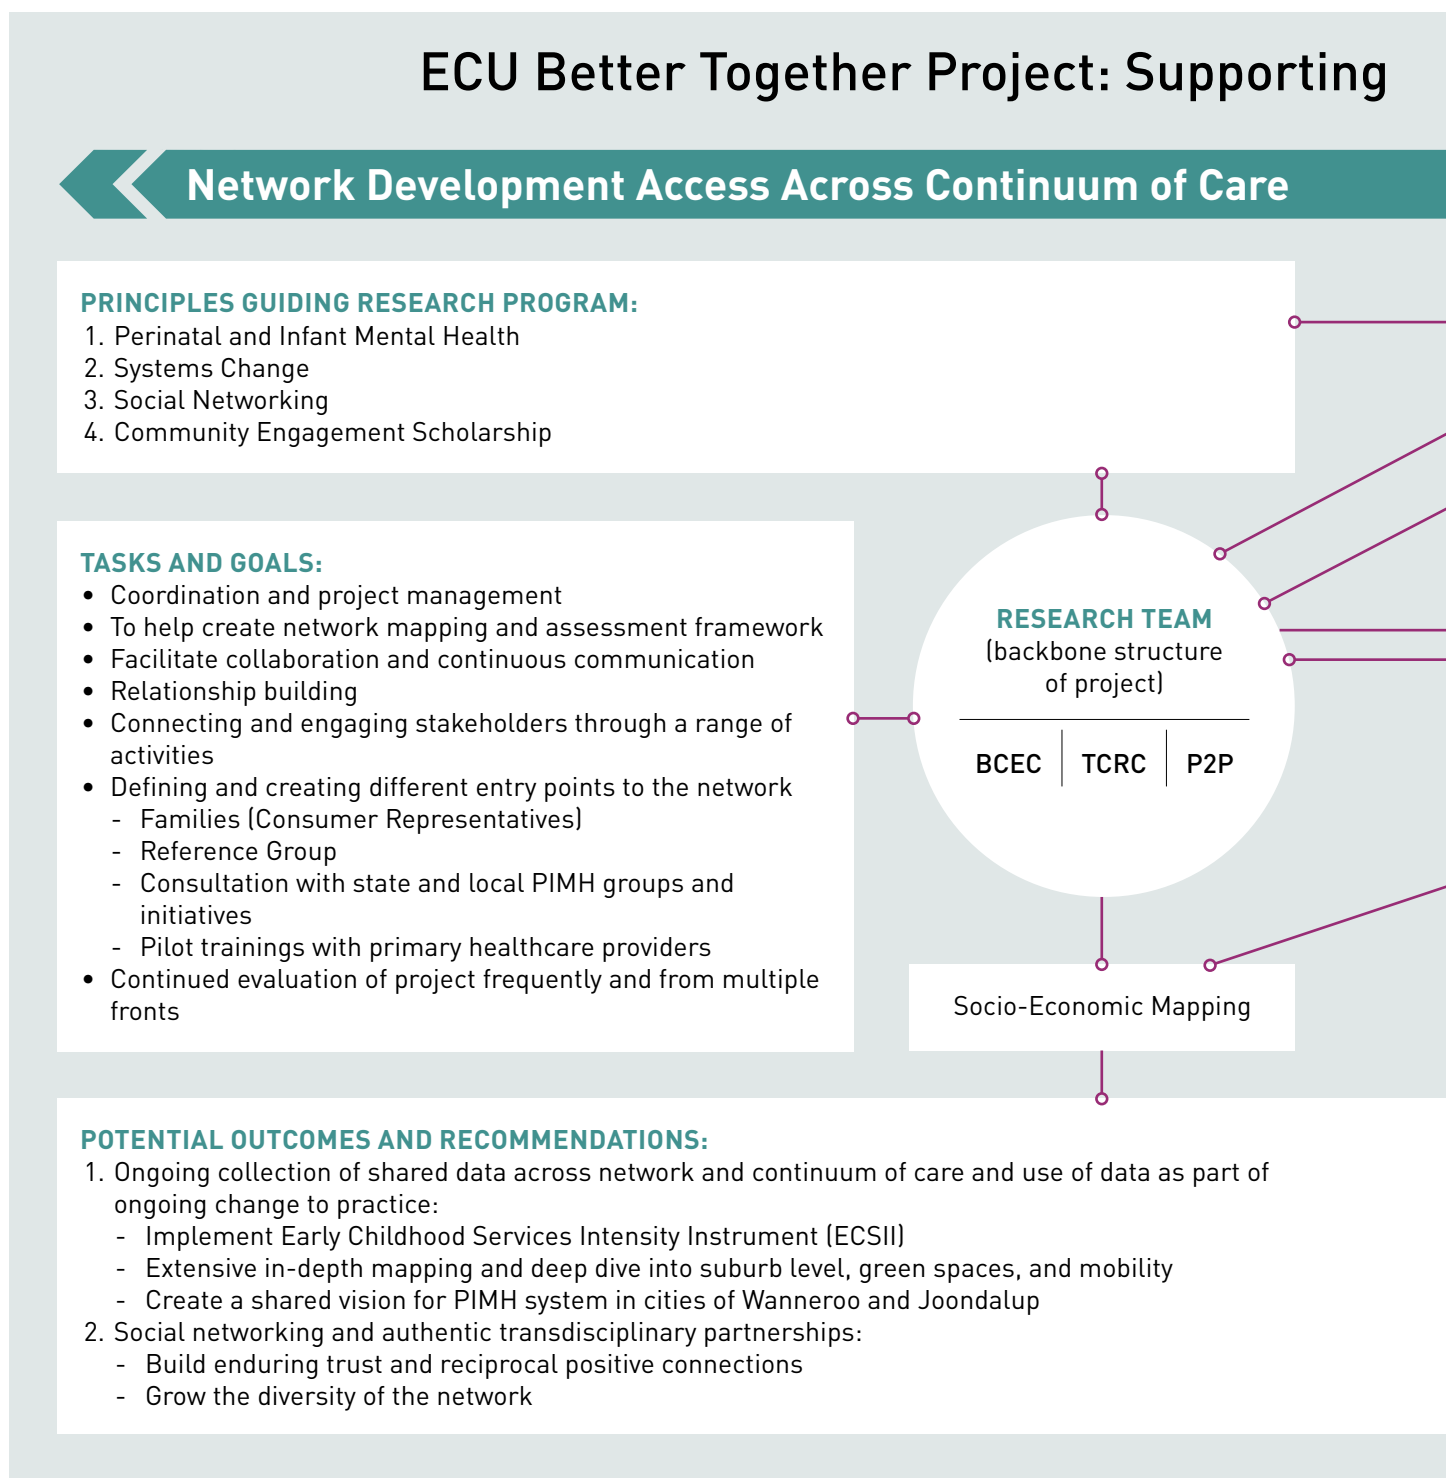 ECU Better Together Project: Supporting
Network Development Access Across Continuum of Care
PRINCIPLES GUIDING RESEARCH PROGRAM:
1. Perinatal and Infant Mental Health
2. Systems Change
3. Social Networking
4. Community Engagement Scholarship
TASKS AND GOALS:
• Coordination and project management
• To help create network mapping and assessment framework
• Facilitate collaboration and continuous communication
• Relationship building
• Connecting and engaging stakeholders through a range of
activities
• Defining and creating different entry points to the network
- Families (Consumer Representatives)
- Reference Group
- Consultation with state and local PIMH groups and
initiatives
- Pilot trainings with primary healthcare providers
• Continued evaluation of project frequently and from multiple
fronts
RESEARCH TEAM
(backbone structure
of project)
BCEC TCRC P2P
Socio-Economic Mapping
POTENTIAL OUTCOMES AND RECOMMENDATIONS:
1. Ongoing collection of shared data across network and continuum of care and use of data as part of
ongoing change to practice:
- Implement Early Childhood Services Intensity Instrument (ECSII)
- Extensive in-depth mapping and deep dive into suburb level, green spaces, and mobility
- Create a shared vision for PIMH system in cities of Wanneroo and Joondalup
2. Social networking and authentic transdisciplinary partnerships:
- Build enduring trust and reciprocal positive connections
- Grow the diversity of the network